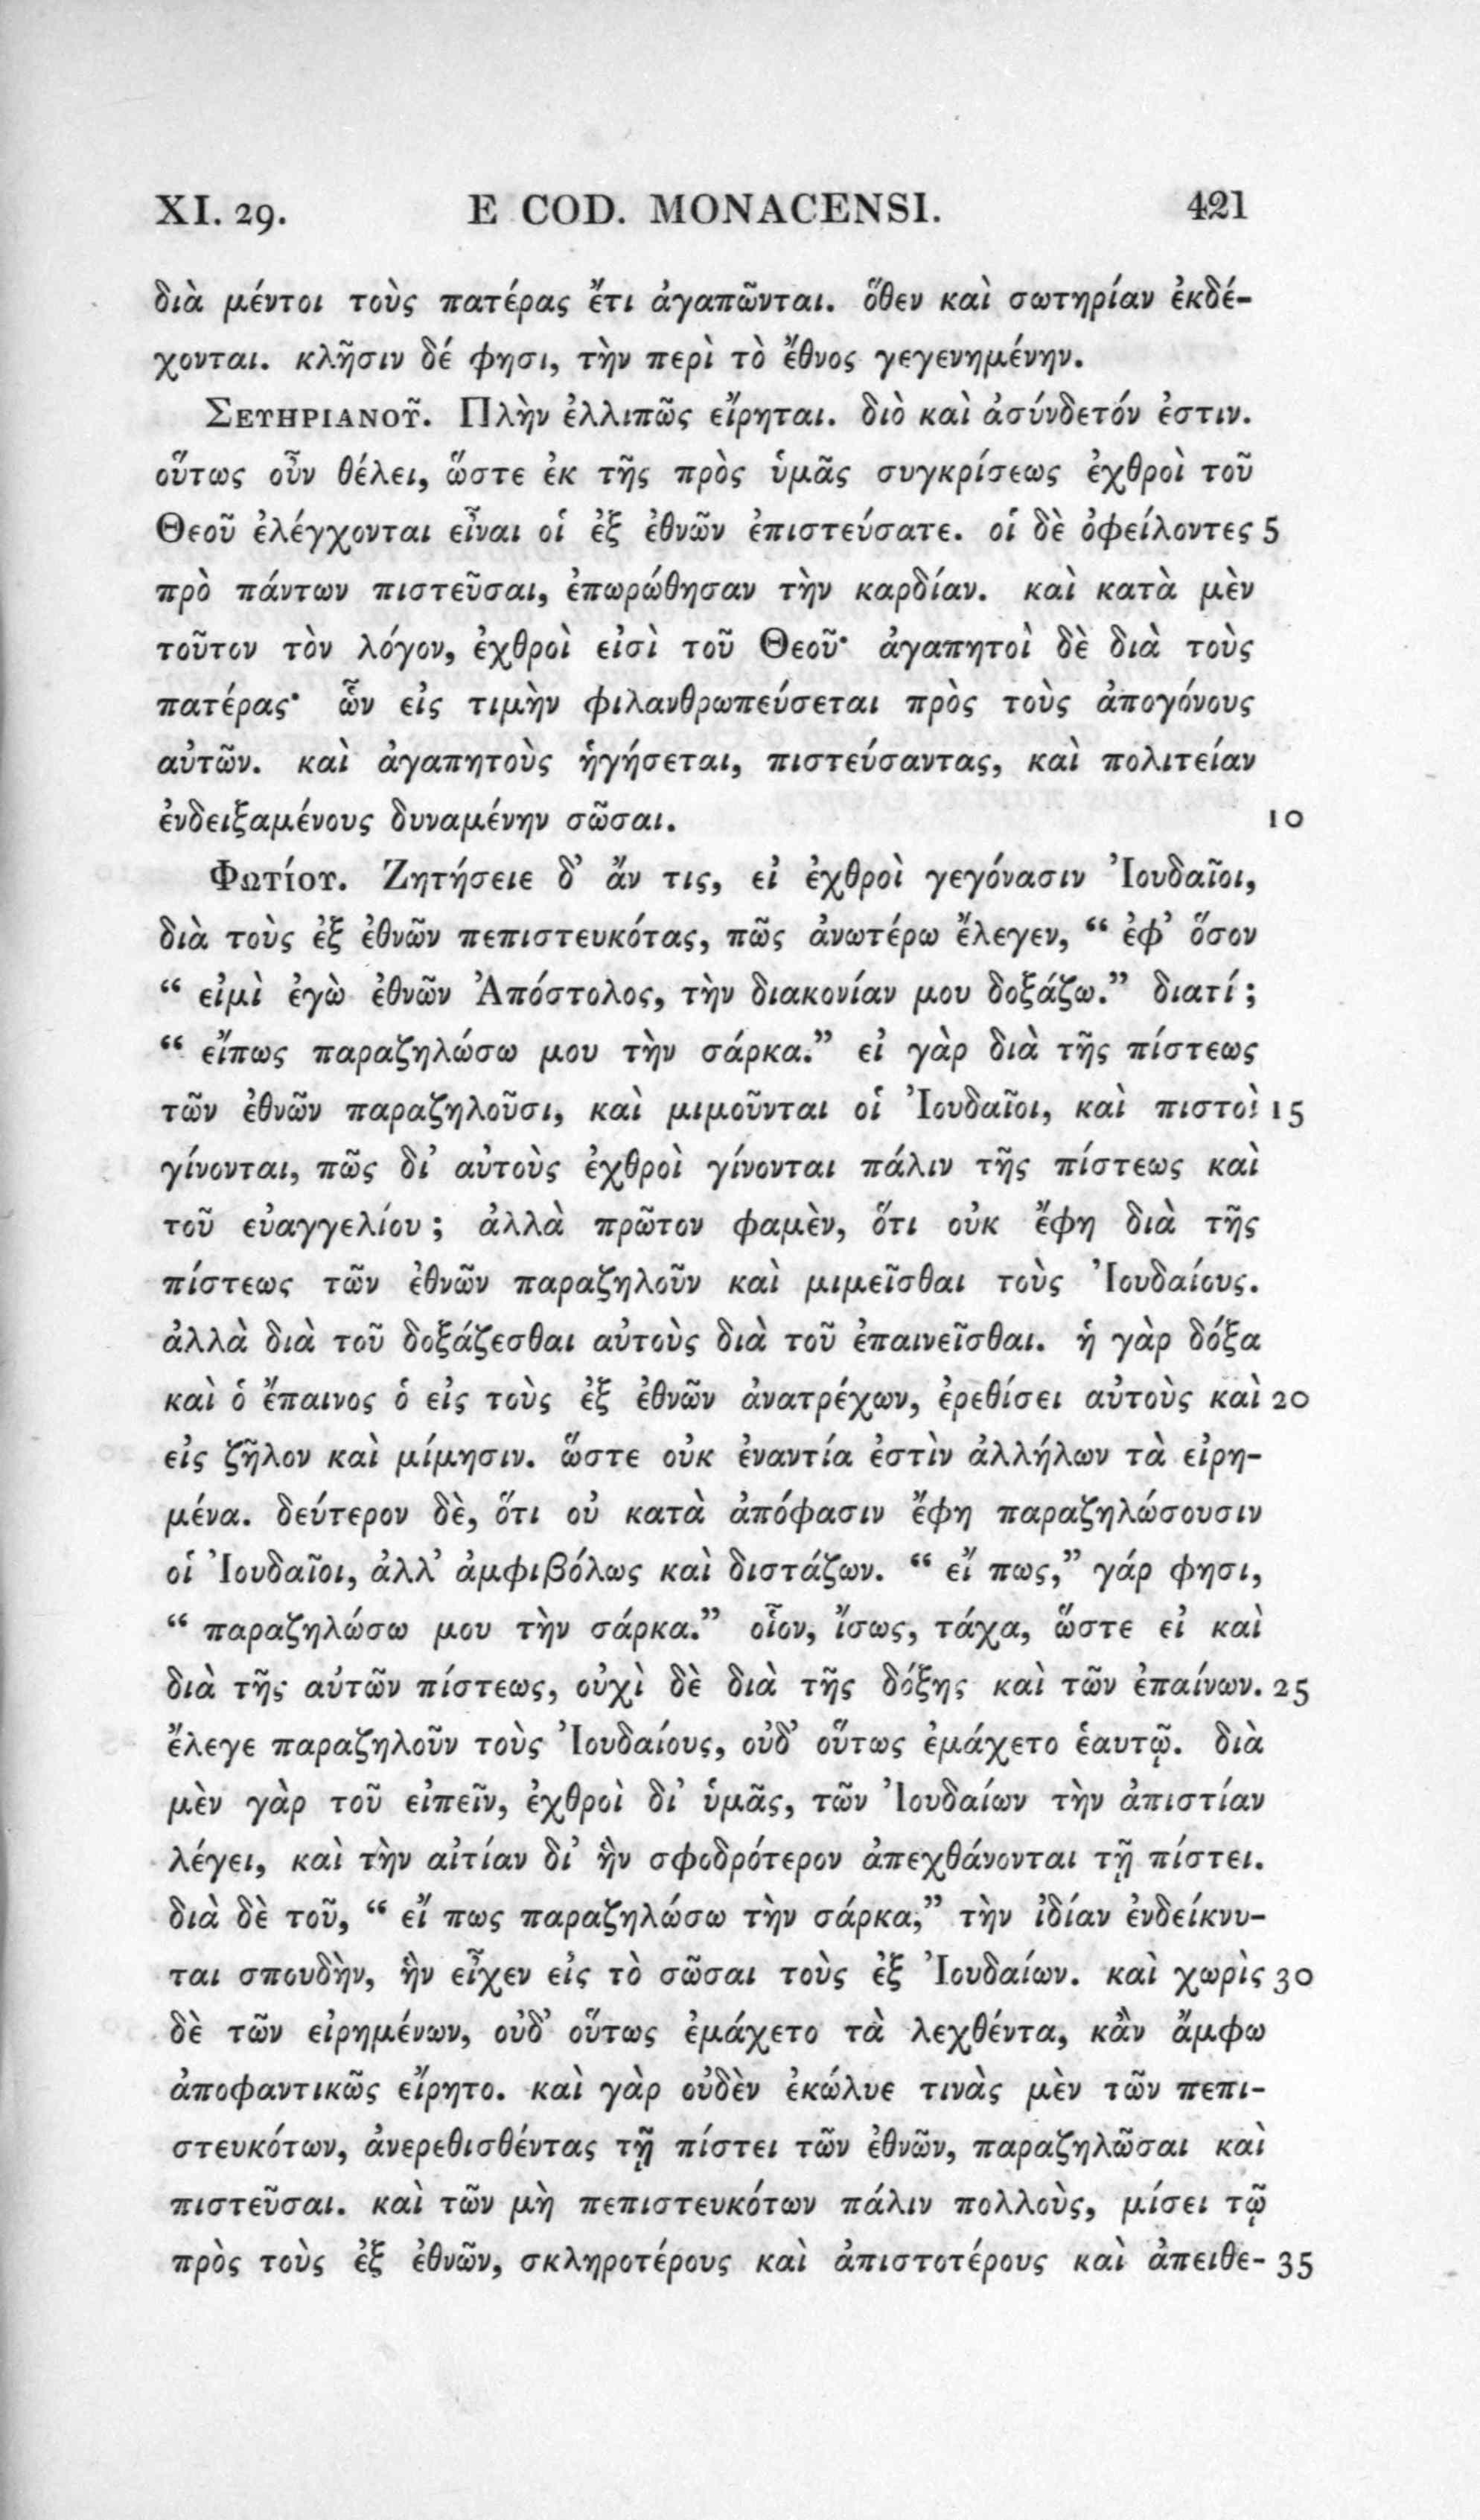 XI. 29. E COD. MONACENSI. 421
διὰ μέντοι τοὺς πατέρας ἔτι ἀγαπῶνται. ὅθεν καὶ σωτηρίαν ἐκδέ-
χονται. κλῆσιν δέ φησι, τὴν περὶ τὸ ἔθνος γεγενημένην.
Σετηριανοῦ. Πλὴν ἐλλιπῶς εἴρηται. διὸ καὶ ἀσύνδετόν ἐστιν.
οὕτως οὖν θέλει, ὥστε ἐκ τῆς πρὸς ὑμᾶς συγκρίσεως ἐχθροὶ τοῦ
Θεοῦ ἐλέγχονται εἶναι οἱ ἐξ ἐθνῶν ἐπιστεύσατε. οἱ δὲ ὀφείλοντες 5
πρὸ πάντων πιστεῦσαι, ἐπωρώθησαν τὴν καρδίαν. καὶ κατὰ μὲν
τοῦτον τὸν λόγον, ἐχθροὶ εἰσὶ τοῦ Θεοῦ· ἀγαπητοὶ δὲ διὰ τοὺς
πατέρας· ὧν εἰς τιμὴν φιλανθρωπεύσεται πρὸς τοὺς ἀπογόνους
αὐτῶν. καὶ ἀγαπητοὺς ἡγήσεται, πιστεύσαντας, καὶ πολιτείαν
ἐνδειξαμένους δυναμένην σῶσαι. 10
Φωτίου. Ζητήσειε δ’ ἄν τις, εἰ ἐχθροὶ γεγόνασιν Ἰουδαῖοι,
διὰ τοὺς ἐξ ἐθνῶν πεπιστευκότας, πῶς ἀνωτέρω ἔλεγεν, “ ἐφ’ ὅσον
“ εἰμὶ ἐγὼ ἐθνῶν Ἀπόστολος, τὴν διακονίαν μου δοξάζω.” διατί ;
“ εἴπως παραζηλώσω μου τὴν σάρκα.” εἰ γὰρ διὰ τῆς πίστεως
τῶν ἐθνῶν παραζηλοῦσι, καὶ μιμοῦνται οἱ Ἰουδαῖοι, καὶ πιστοὶ 15
γίνονται, πῶς δι’ αὐτοὺς ἐχθροὶ γίνονται πάλιν τῆς πίστεως καὶ
τοῦ εὐαγγελίου ; ἀλλὰ πρῶτον φαμὲν, ὅτι οὐκ ἔφη διὰ τῆς
πίστεως τῶν ἐθνῶν παραζηλοῦν καὶ μιμεῖσθαι τοὺς Ἰουδαίους.
ἀλλὰ διὰ τοῦ δοξάζεσθαι αὐτοὺς διὰ τοῦ ἐπαινεῖσθαι. ἡ γὰρ δόξα
καὶ ὁ ἔπαινος ὁ εἰς τοὺς ἐξ ἐθνῶν ἀνατρέχων, ἐρεθίσει αὐτοὺς καὶ 20
εἰς ζῆλον καὶ μίμησιν. ὥστε οὐκ ἐναντία ἐστὶν ἀλλήλων τὰ εἰρη-
μένα. δεύτερον δὲ, ὅτι οὐ κατὰ ἀπόφασιν ἔφη παραζηλώσουσιν
οἱ Ἰουδαῖοι, ἀλλ’ ἀμφιβόλως καὶ διστάζων. “ εἴ πως,” γάρ φησι,
“ παραζηλώσω μου τὴν σάρκα.” οἷον, ἴσως, τάχα, ὥστε εἰ καὶ
διὰ τῆς αὐτῶν πίστεως, οὐχὶ δὲ διὰ τῆς δόξης καὶ τῶν ἐπαίνων. 25
ἔλεγε παραζηλοῦν τοὺς Ἰουδαίους, οὐδ’ οὕτως ἐμάχετο ἑαυτῷ. διὰ
μὲν γὰρ τοῦ εἰπεῖν, ἐχθροὶ δι’ ὑμᾶς, τῶν Ἰουδαίων τὴν ἀπιστίαν
λέγει, καὶ τὴν αἰτίαν δι’ ἣν σφοδρότερον ἀπεχθάνονται τῇ πίστει.
διὰ δὲ τοῦ, “ εἴ πως παραζηλώσω τὴν σάρκα,” τὴν ἰδίαν ἐνδείκνυ-
ται σπουδὴν, ἣν εἶχεν εἰς τὸ σῶσαι τοὺς ἐξ Ἰουδαίων. καὶ χωρὶς 30
δὲ τῶν εἰρημένων, οὐδ’ οὕτως ἐμάχετο τὰ λεχθέντα, κἂν ἄμφω
ἀποφαντικῶς εἴρητο. καὶ γὰρ οὐδὲν ἐκώλυε τινὰς μὲν τῶν πεπι-
στευκότων, ἀνερεθισθέντας τῇ πίστει τῶν ἐθνῶν, παραζηλῶσαι καὶ
πιστεῦσαι. καὶ τῶν μὴ πεπιστευκότων πάλιν πολλοὺς, μίσει τῷ
πρὸς τοὺς ἐξ ἐθνῶν, σκληροτέρους καὶ ἀπιστοτέρους καὶ ἀπειθε- 35